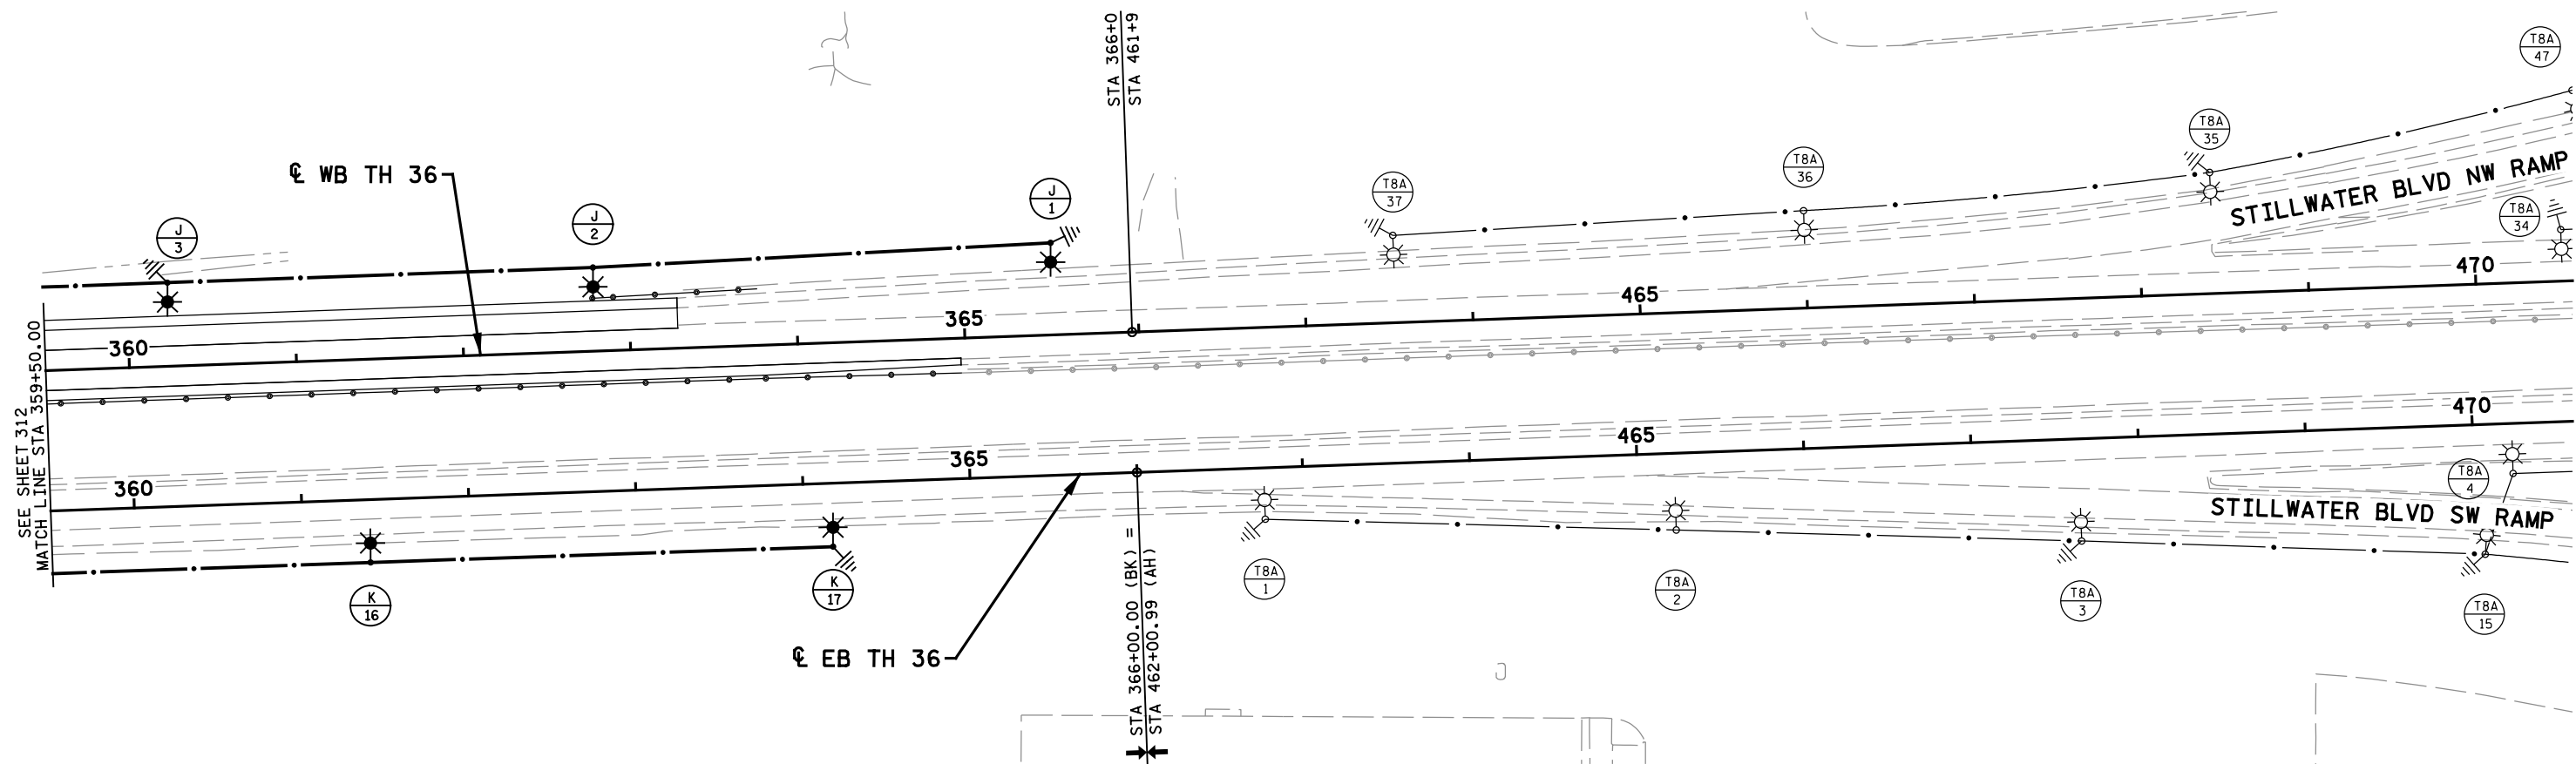 STA 366+0
STA 461+9
T8A
47
T8A
35
T8A
36
T8A
37
J
1
J
2
J
3
℄ WB TH 36
STILLWATER BLVD NW RAMP
T8A
34
360
365
465
470
SEE SHEET 312
MATCH LINE STA 359+50.00
360
365
465
470
T8A
4
STILLWATER BLVD SW RAMP
K
16
K
17
T8A
1
T8A
2
T8A
3
T8A
15
℄ EB TH 36
STA 366+00.00 (BK) =
STA 462+00.99 (AH)